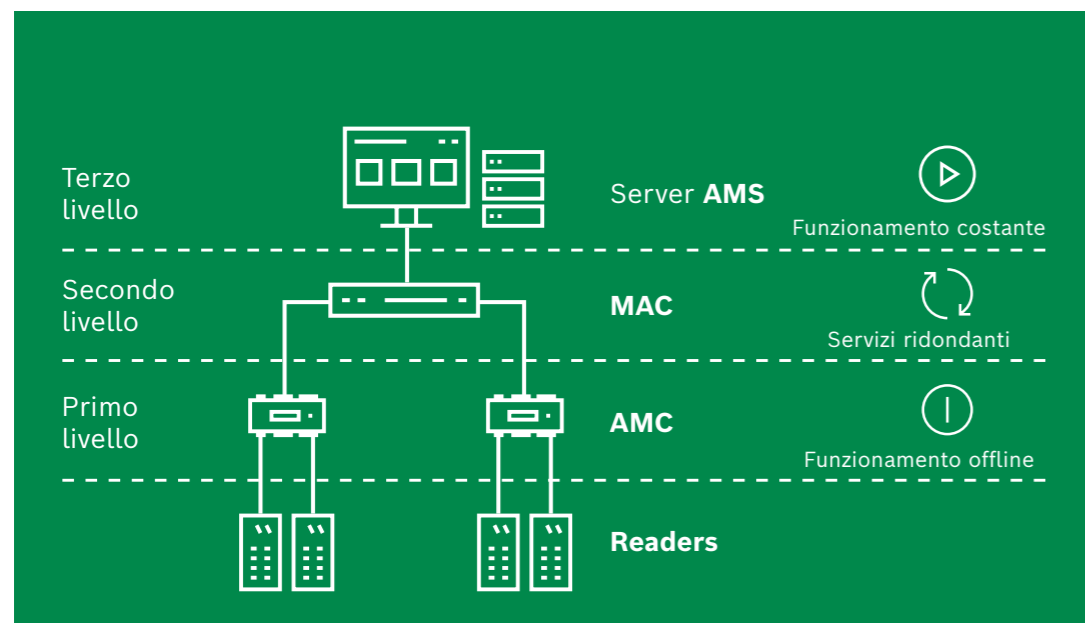 Terzo
livello
Server AMS
Funzionamento costante
Secondo
livello
MAC
Servizi ridondanti
Primo
livello
AMC
Funzionamento offline
Readers